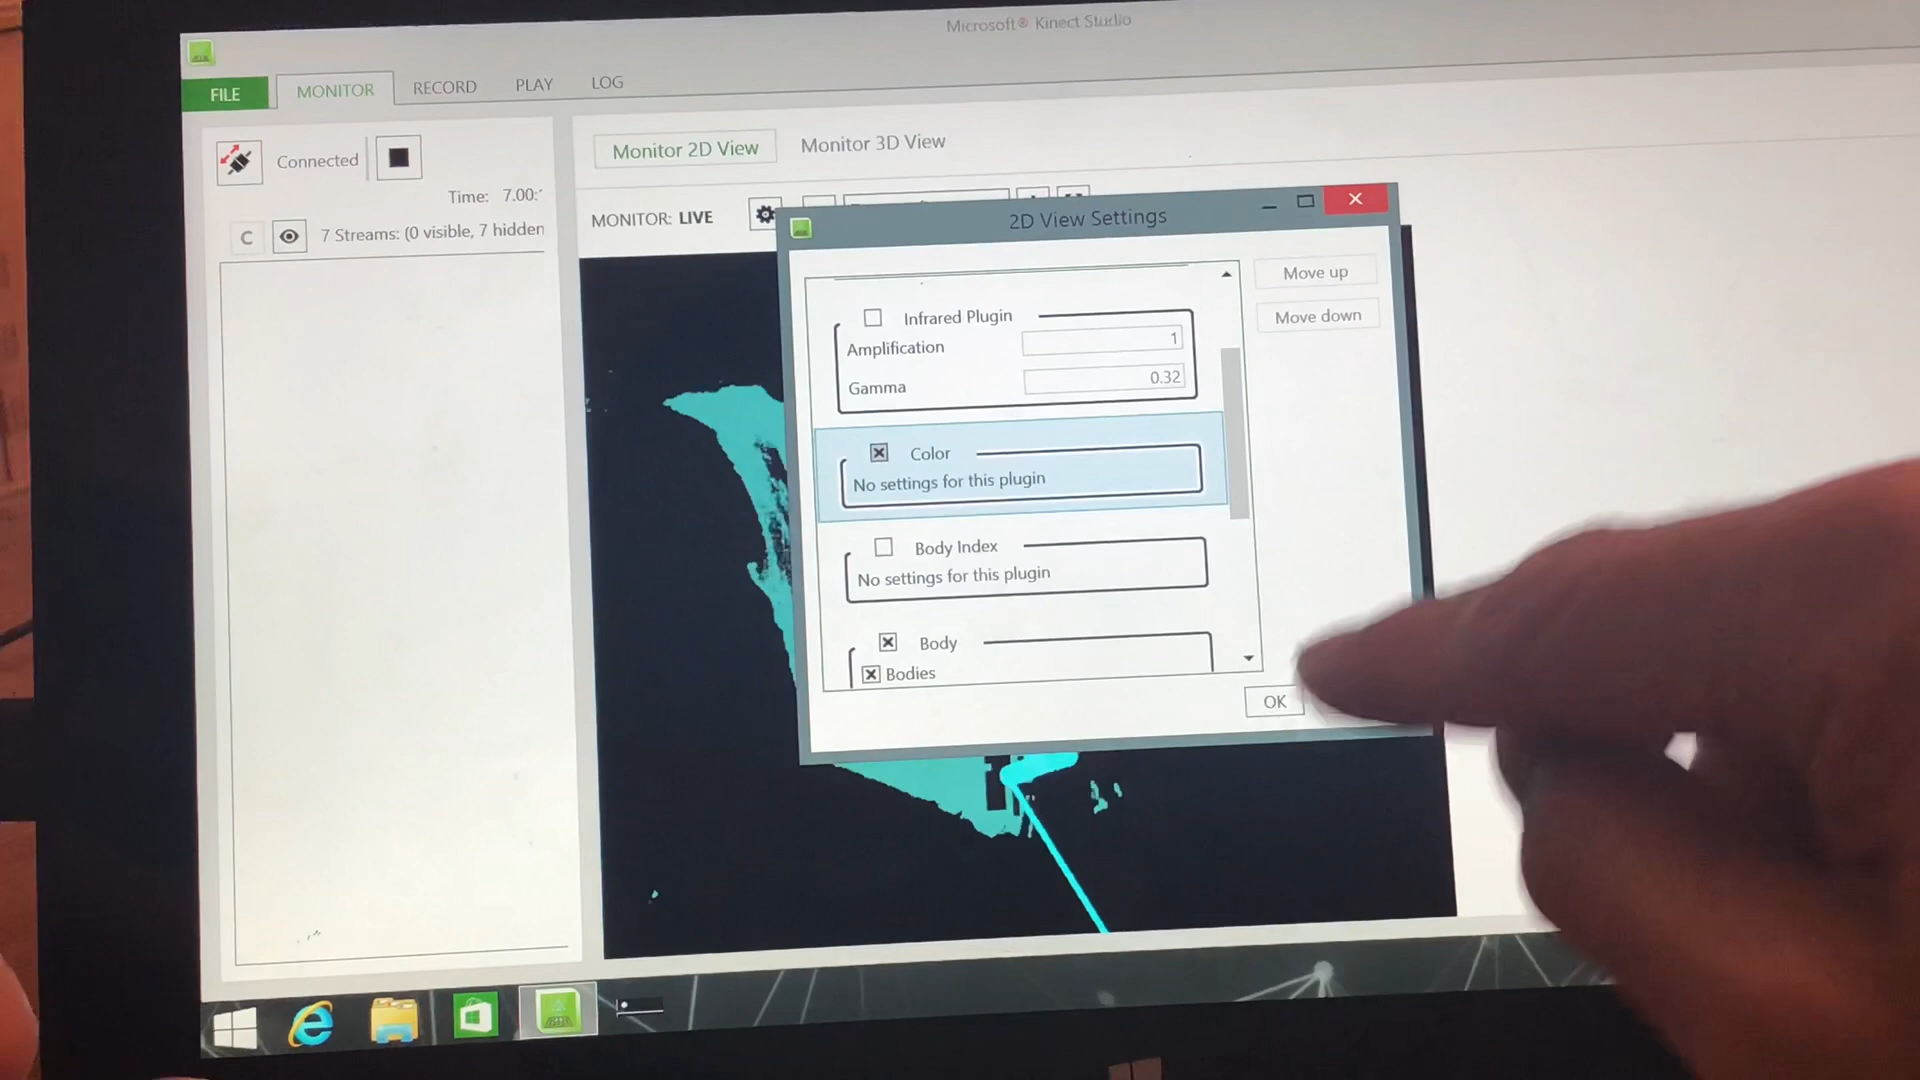 Microsoft® Kinect Studio
FILE
MONITOR
RECORD
PLAY
LOG
Connected
Time: 7.00:
C
7 Streams: (0 visible, 7 hidden
Monitor 2D View
Monitor 3D View
MONITOR: LIVE
2D View Settings
Infrared Plugin
Amplification
1
Gamma
0.32
Color
No settings for this plugin
Body Index
No settings for this plugin
Body
Bodies
Move up
Move down
OK